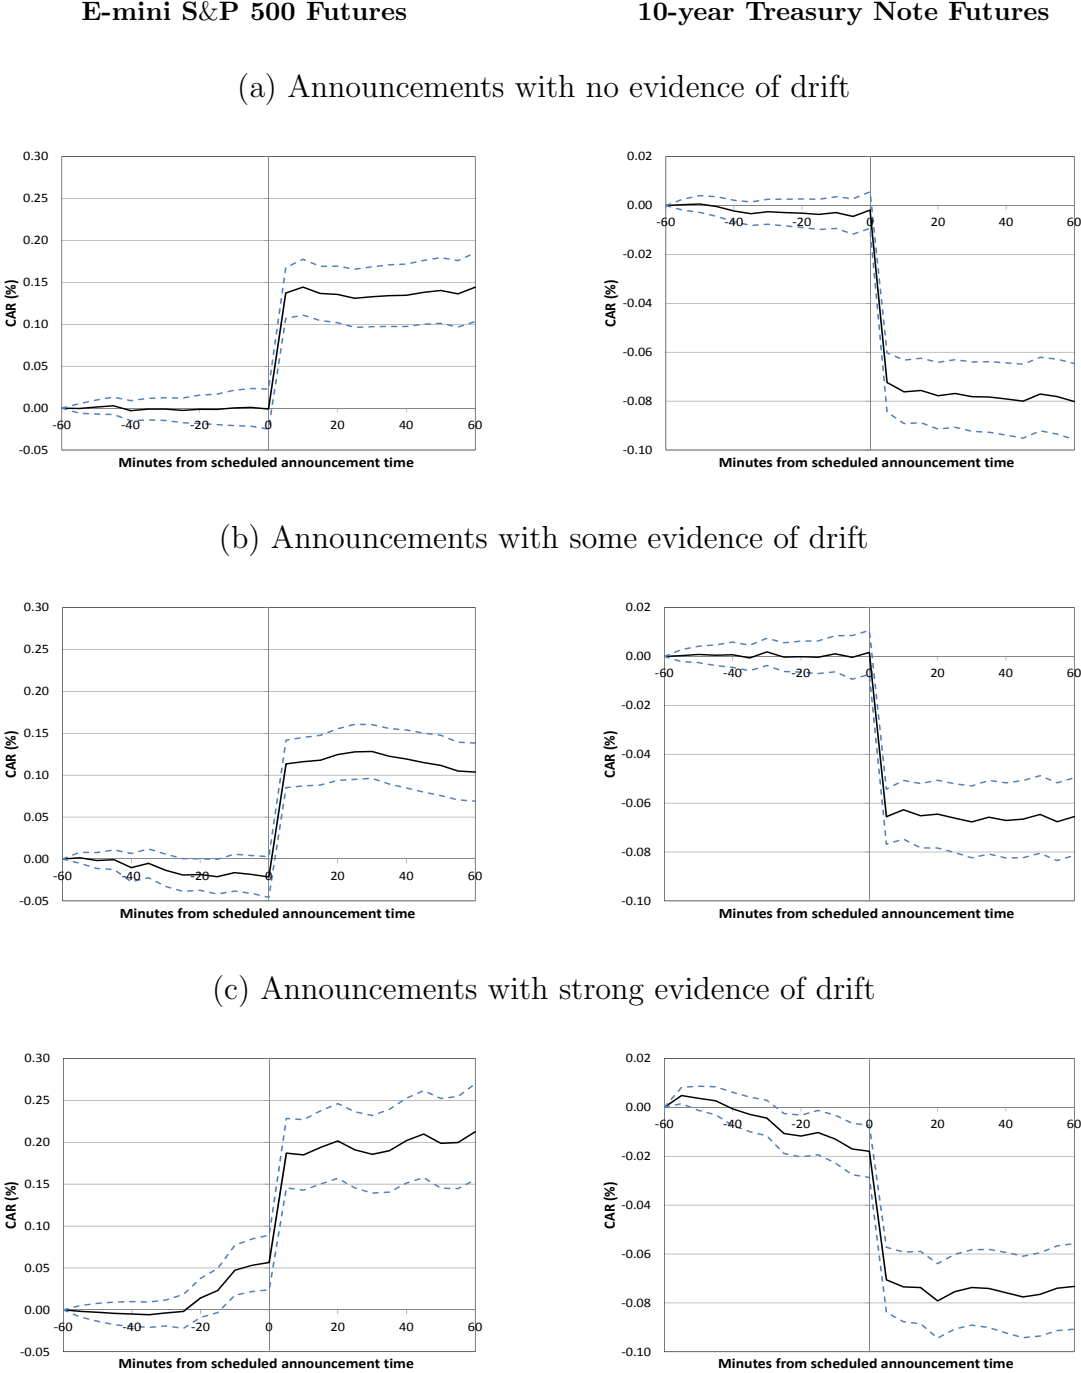 E-mini S&P 500 Futures
10-year Treasury Note Futures
(a) Announcements with no evidence of drift
0.30
0.25
0.20
0.15
0.10
0.05
0.00
-0.05
CAR (%)
-60 -40 -20 0 20 40 60
Minutes from scheduled announcement time
0.02
0.00
-0.02
-0.04
-0.06
-0.08
-0.10
CAR (%)
-60 -40 -20 0 20 40 60
Minutes from scheduled announcement time
(b) Announcements with some evidence of drift
0.30
0.25
0.20
0.15
0.10
0.05
0.00
-0.05
CAR (%)
-60 -40 -20 0 20 40 60
Minutes from scheduled announcement time
0.02
0.00
-0.02
-0.04
-0.06
-0.08
-0.10
CAR (%)
-60 -40 -20 0 20 40 60
Minutes from scheduled announcement time
(c) Announcements with strong evidence of drift
0.30
0.25
0.20
0.15
0.10
0.05
0.00
-0.05
CAR (%)
-60 -40 -20 0 20 40 60
Minutes from scheduled announcement time
0.02
0.00
-0.02
-0.04
-0.06
-0.08
-0.10
CAR (%)
-60 -40 -20 0 20 40 60
Minutes from scheduled announcement time